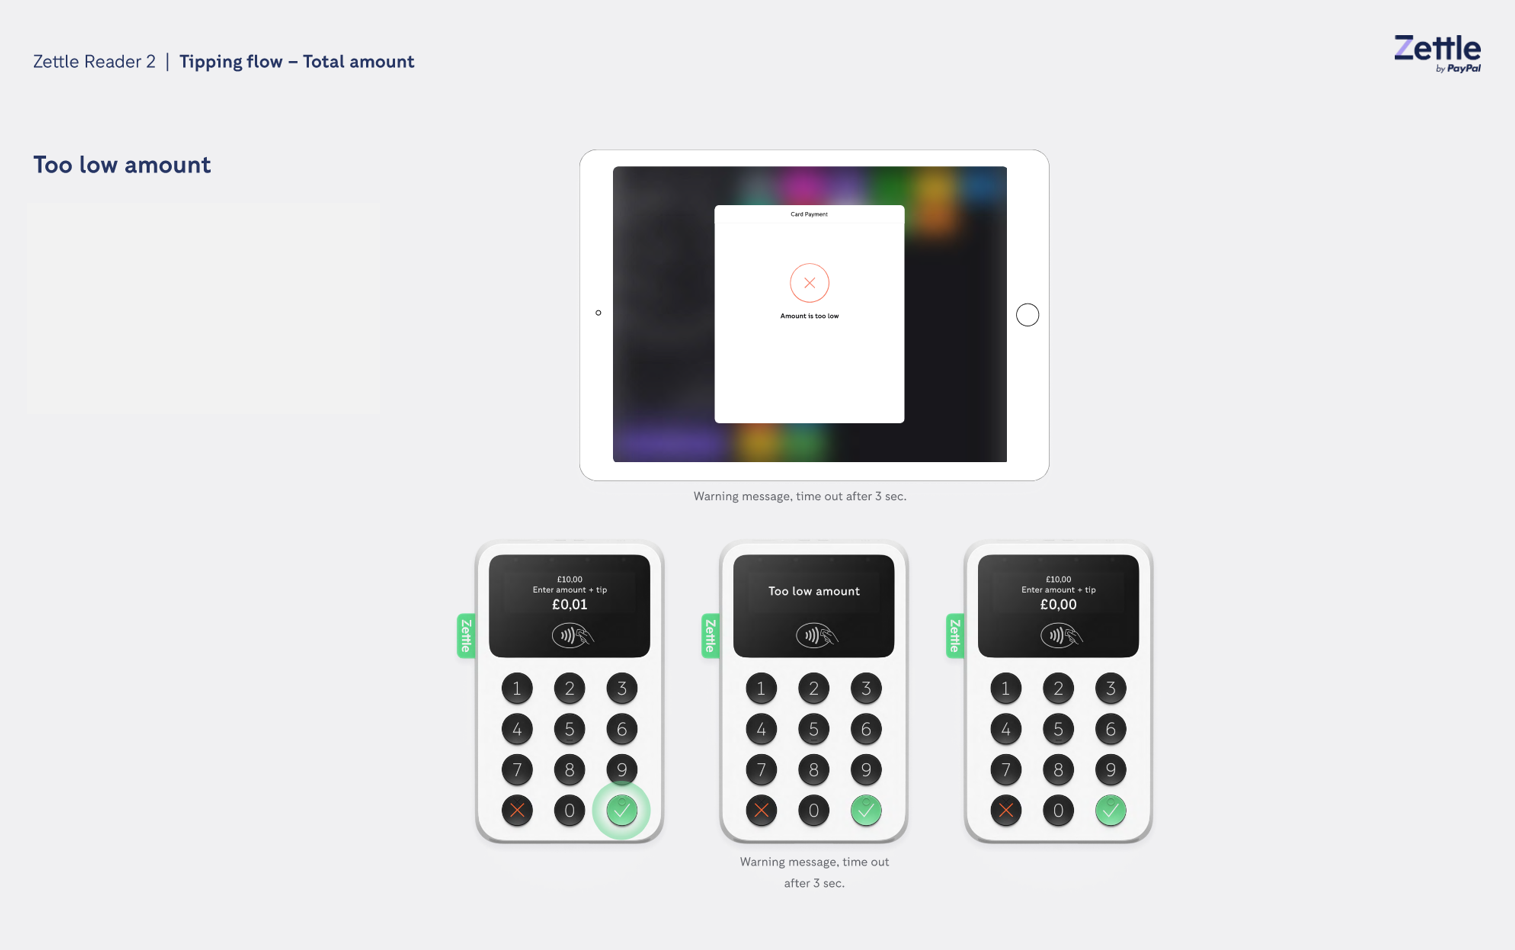 Zettle Reader 2 | Tipping flow – Total amount
Zettle
by PayPal
Too low amount
Card Payment
Amount is too low
Warning message, time out after 3 sec.
£10,00
Enter amount + tip
£0,01
Zettle
1 2 3
4 5 6
7 8 9
0
Too low amount
Zettle
1 2 3
4 5 6
7 8 9
0
Warning message, time out
after 3 sec.
£10,00
Enter amount + tip
£0,00
Zettle
1 2 3
4 5 6
7 8 9
0